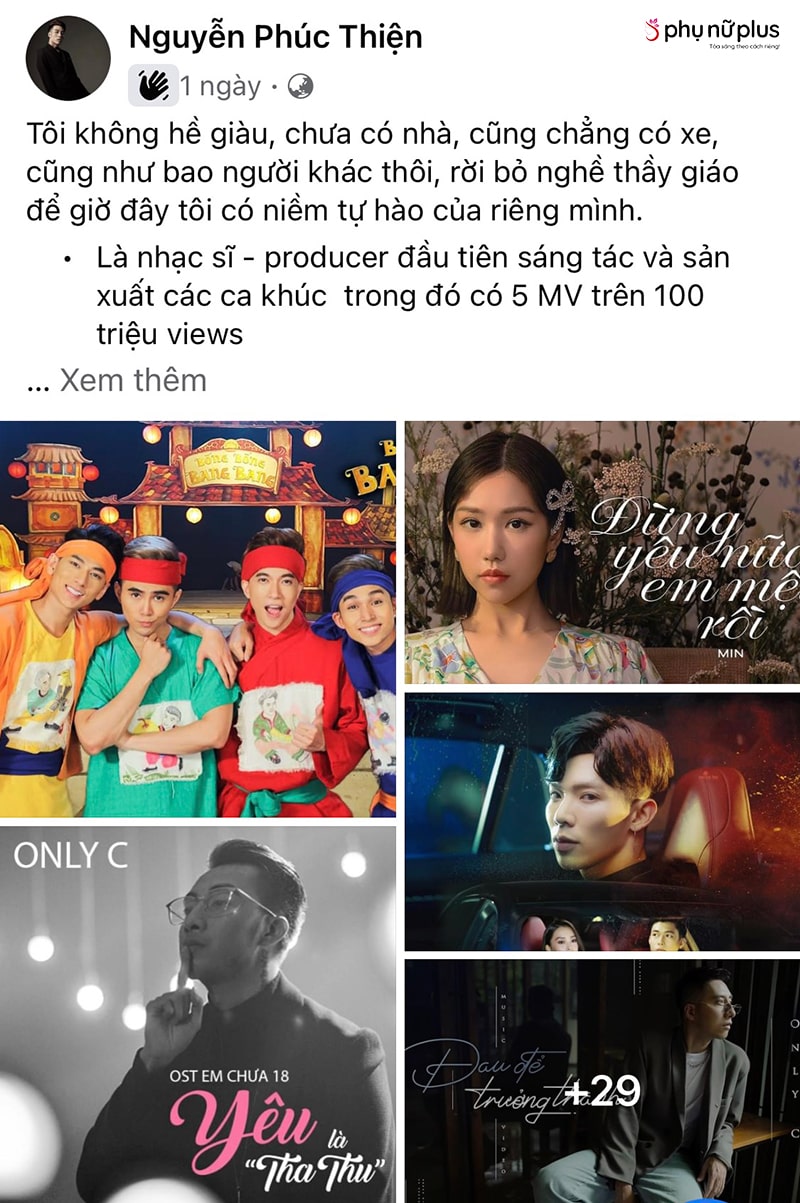 Nguyễn Phúc Thiện
phụ nữ plus
Tỏa sáng theo cách riêng!
1 ngày ·
Tôi không hề giàu, chưa có nhà, cũng chẳng có xe,
cũng như bao người khác thôi, rời bỏ nghề thầy giáo
để giờ đây tôi có niềm tự hào của riêng mình.
• Là nhạc sĩ - producer đầu tiên sáng tác và sản
xuất các ca khúc trong đó có 5 MV trên 100
triệu views
... Xem thêm
BỐNG BỐNG
BANG BANG
B
BA
Đừng
yêu nữa
em mệ
rồi
MIN
ONLY C
OST EM CHƯA 18
Yêu là
"Tha Thu"
MUSIC
Đau để
trưởng
+29
VIDEO
ONLY C